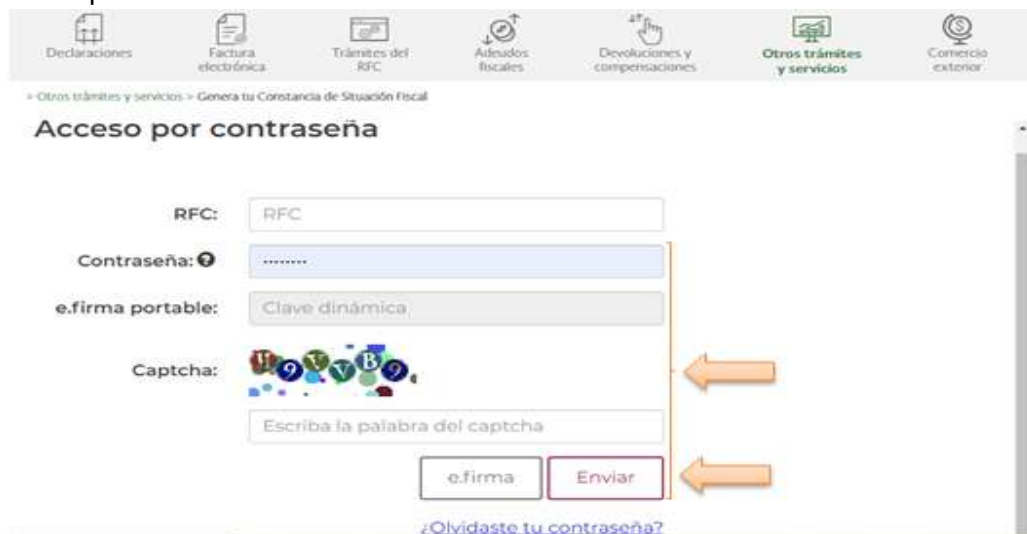 Declaraciones
Factura electrónica
Trámites del RFC
Adeudos fiscales
Devoluciones y compensaciones
Otros trámites y servicios
Comercio exterior
» Otros trámites y servicios > Genera tu Constancia de Situación Fiscal
Acceso por contraseña
RFC: RFC
Contraseña: ? ········
e.firma portable: Clave dinámica
Captcha:
Escriba la palabra del captcha
e.firma Enviar
¿Olvidaste tu contraseña?